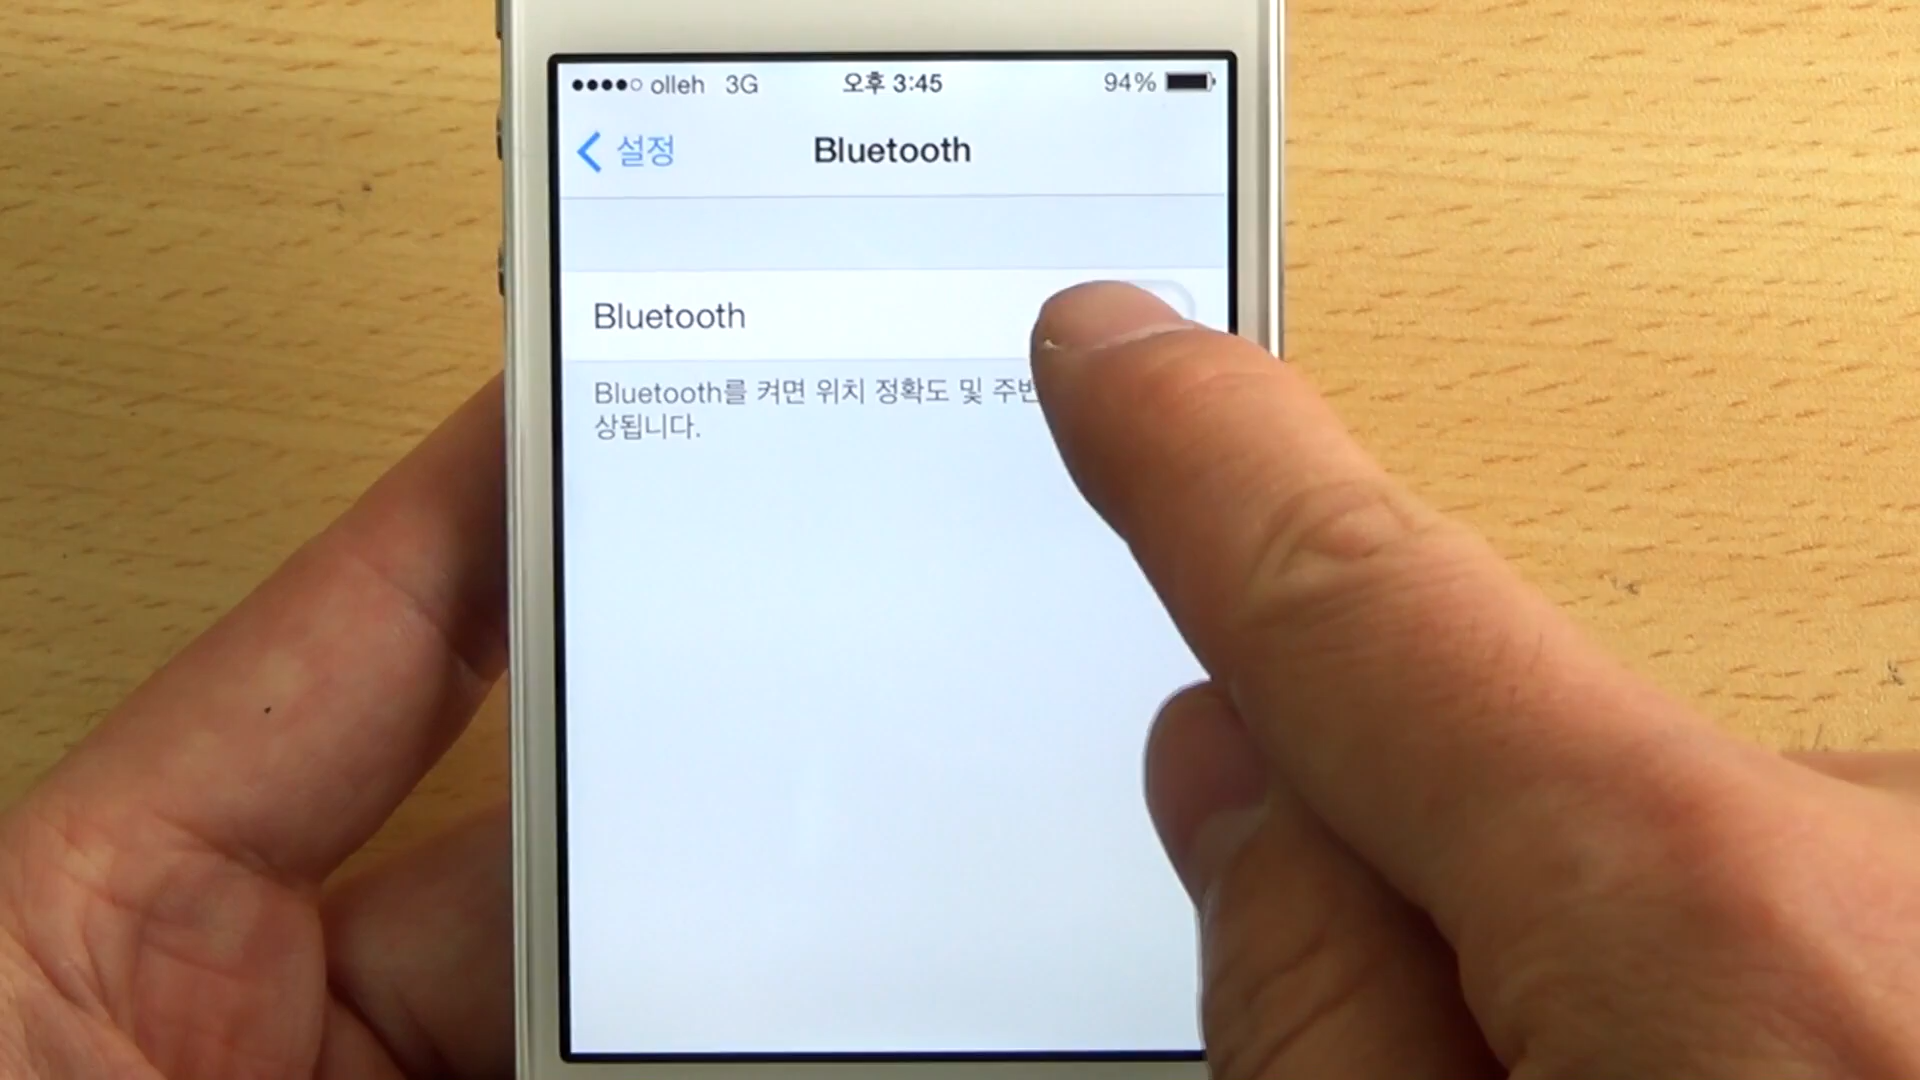 olleh 3G 오후 3:45 94%
설정 Bluetooth
Bluetooth
Bluetooth를 켜면 위치 정확도 및
상됩니다.